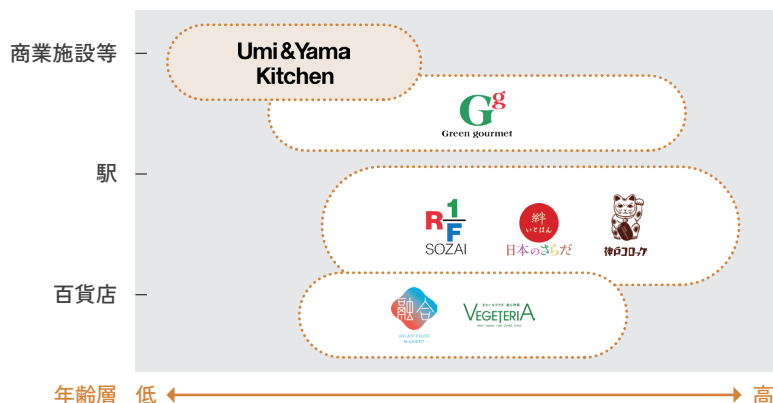 商業施設等
Umi & Yama
Kitchen
Gg
Green gourmet
駅
R 1
F
SOZAI
絆
いとはん
日本のさらだ
神戸コロッケ
百貨店
融合
ASIAN FOOD
MARKET
VEGETERIA
年齢層 低 高